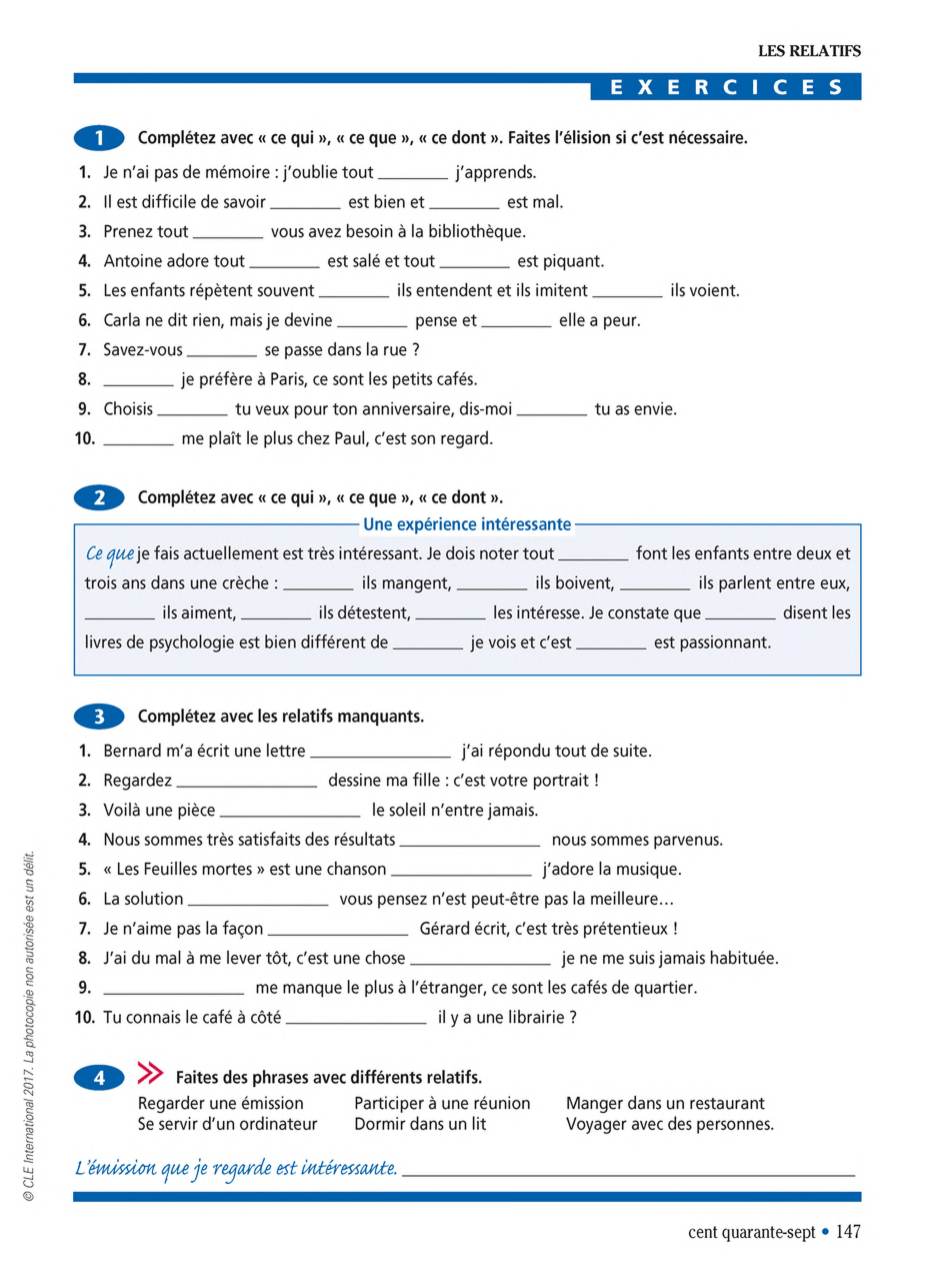 LES RELATIFS
EXERCICES
1 Complétez avec « ce qui », « ce que », « ce dont ». Faites l'élision si c'est nécessaire.
1. Je n'ai pas de mémoire : j'oublie tout ________ j'apprends.
2. Il est difficile de savoir ________ est bien et ________ est mal.
3. Prenez tout ________ vous avez besoin à la bibliothèque.
4. Antoine adore tout ________ est salé et tout ________ est piquant.
5. Les enfants répètent souvent ________ ils entendent et ils imitent ________ ils voient.
6. Carla ne dit rien, mais je devine ________ pense et ________ elle a peur.
7. Savez-vous ________ se passe dans la rue ?
8. ________ je préfère à Paris, ce sont les petits cafés.
9. Choisis ________ tu veux pour ton anniversaire, dis-moi ________ tu as envie.
10. ________ me plaît le plus chez Paul, c'est son regard.
2 Complétez avec « ce qui », « ce que », « ce dont ».
Une expérience intéressante
Ce que je fais actuellement est très intéressant. Je dois noter tout ________ font les enfants entre deux et
trois ans dans une crèche : ________ ils mangent, ________ ils boivent, ________ ils parlent entre eux,
________ ils aiment, ________ ils détestent, ________ les intéresse. Je constate que ________ disent les
livres de psychologie est bien différent de ________ je vois et c'est ________ est passionnant.
3 Complétez avec les relatifs manquants.
1. Bernard m'a écrit une lettre ________________ j'ai répondu tout de suite.
2. Regardez ________________ dessine ma fille : c'est votre portrait !
3. Voilà une pièce ________________ le soleil n'entre jamais.
4. Nous sommes très satisfaits des résultats ________________ nous sommes parvenus.
5. « Les Feuilles mortes » est une chanson ________________ j'adore la musique.
6. La solution ________________ vous pensez n'est peut-être pas la meilleure…
7. Je n'aime pas la façon ________________ Gérard écrit, c'est très prétentieux !
8. J'ai du mal à me lever tôt, c'est une chose ________________ je ne me suis jamais habituée.
9. ________________ me manque le plus à l'étranger, ce sont les cafés de quartier.
10. Tu connais le café à côté ________________ il y a une librairie ?
4 Faites des phrases avec différents relatifs.
Regarder une émission Participer à une réunion Manger dans un restaurant
Se servir d'un ordinateur Dormir dans un lit Voyager avec des personnes.
L'émission que je regarde est intéressante. ________________
© CLE International 2017. La photocopie non autorisée est un délit.
cent quarante-sept • 147